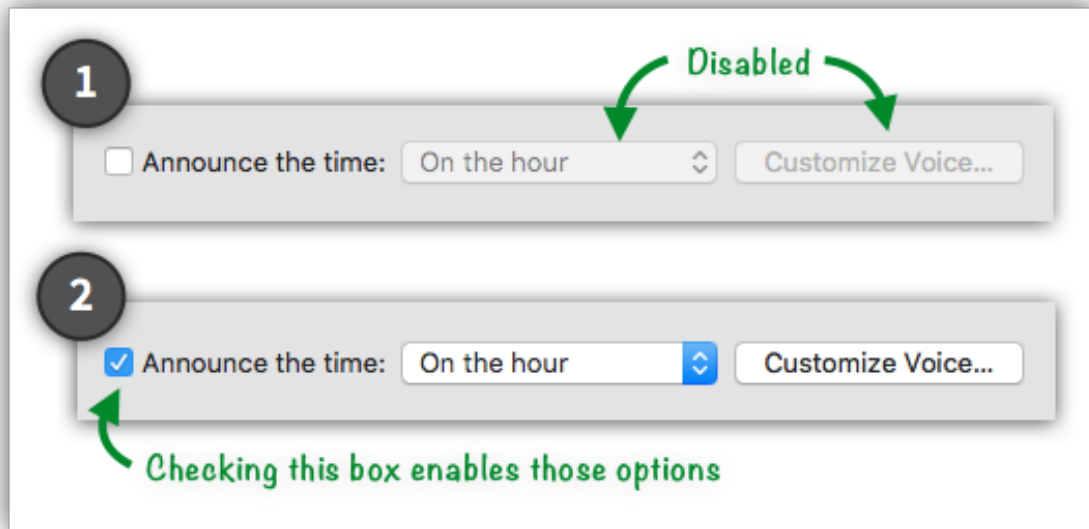 Disabled
1
Announce the time: On the hour Customize Voice...
2
Announce the time: On the hour Customize Voice...
Checking this box enables those options